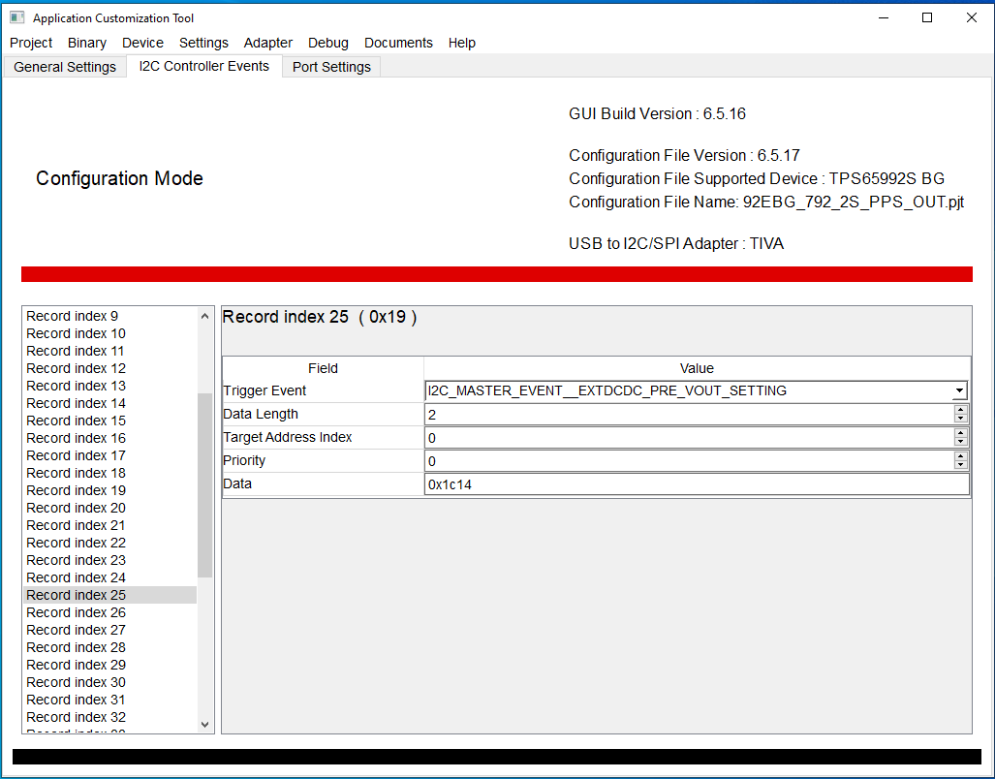 Application Customization Tool
Project Binary Device Settings Adapter Debug Documents Help
General Settings I2C Controller Events Port Settings
GUI Build Version : 6.5.16
Configuration File Version : 6.5.17
Configuration Mode
Configuration File Supported Device : TPS65992S BG
Configuration File Name: 92EBG_792_2S_PPS_OUT.pjt
USB to I2C/SPI Adapter : TIVA
Record index 9
Record index 10
Record index 11
Record index 12
Record index 13
Record index 14
Record index 15
Record index 16
Record index 17
Record index 18
Record index 19
Record index 20
Record index 21
Record index 22
Record index 23
Record index 24
Record index 25
Record index 26
Record index 27
Record index 28
Record index 29
Record index 30
Record index 31
Record index 32
Record index 25 ( 0x19 )
Field Value
Trigger Event I2C_MASTER_EVENT__EXTDCDC_PRE_VOUT_SETTING
Data Length 2
Target Address Index 0
Priority 0
Data 0x1c14